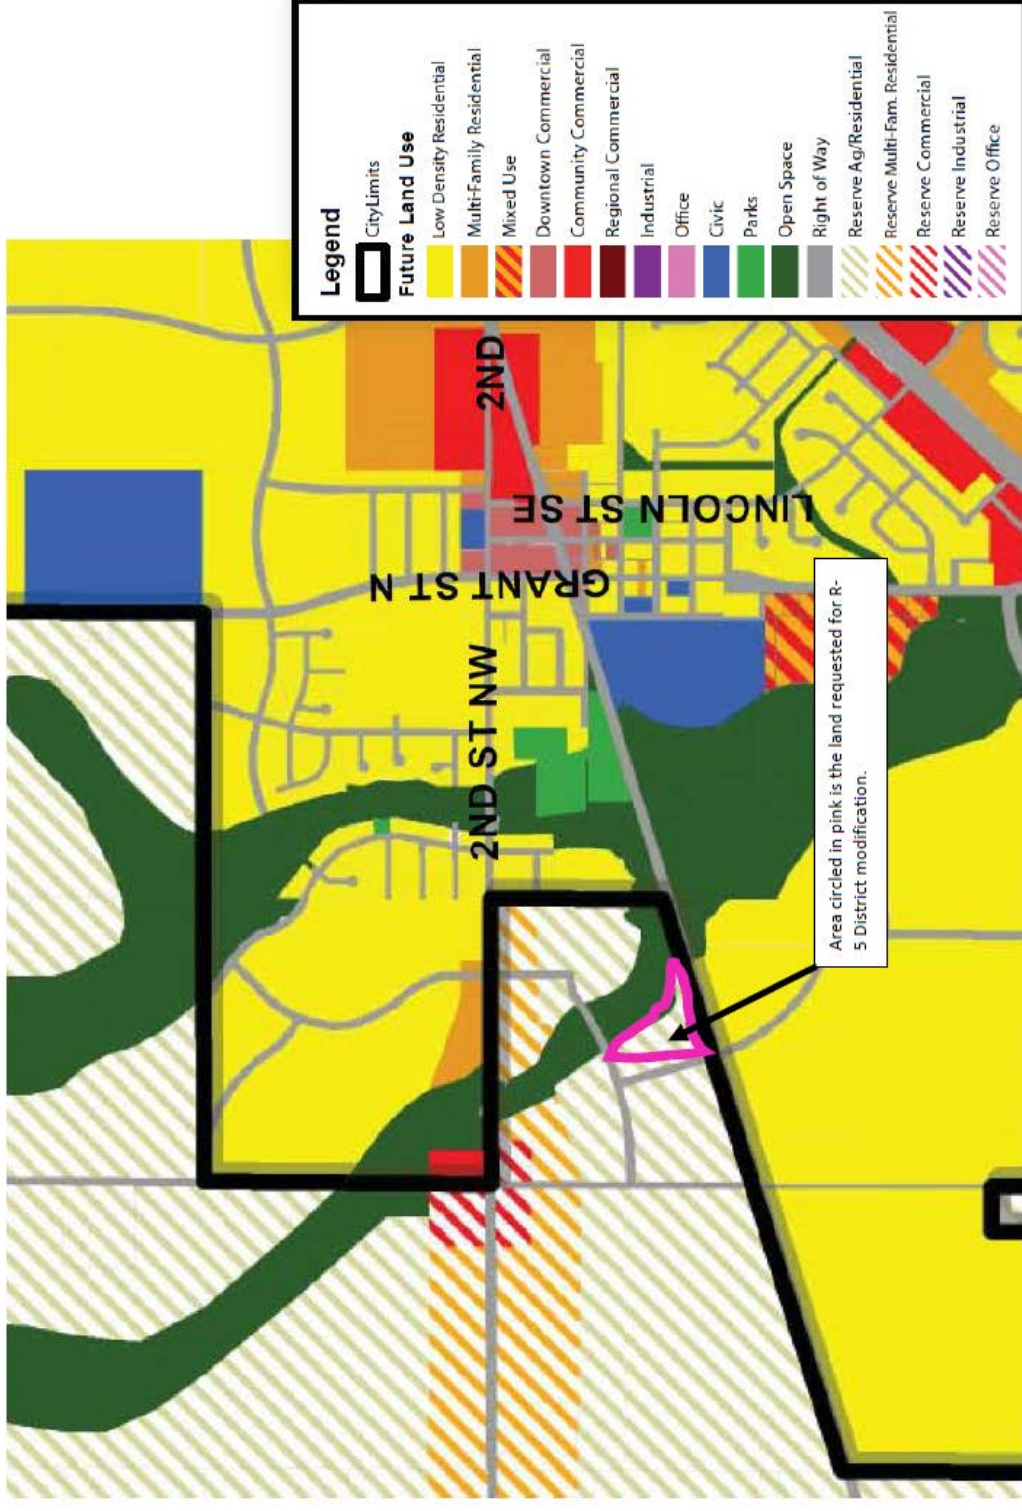 Legend
CityLimits
Future Land Use
Low Density Residential
Multi-Family Residential
Mixed Use
Downtown Commercial
Community Commercial
Regional Commercial
Industrial
Office
Civic
Parks
Open Space
Right of Way
Reserve Ag/Residential
Reserve Multi-Fam. Residential
Reserve Commercial
Reserve Industrial
Reserve Office
2ND
LINCOLN ST SE
GRANT ST N
2ND ST NW
Area circled in pink is the land requested for R-
5 District modification.